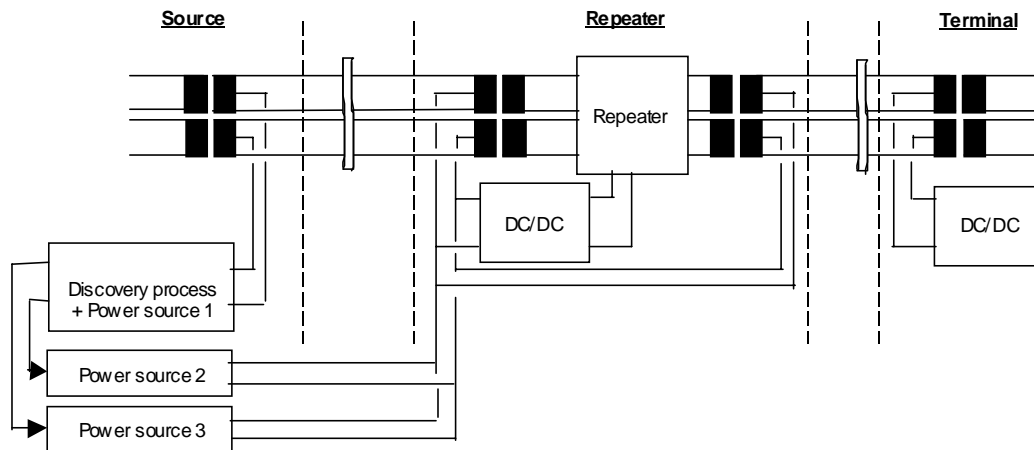 Source
Repeater
Terminal
Repeater
DC/DC
DC/DC
Discovery process
+ Power source 1
Power source 2
Power source 3